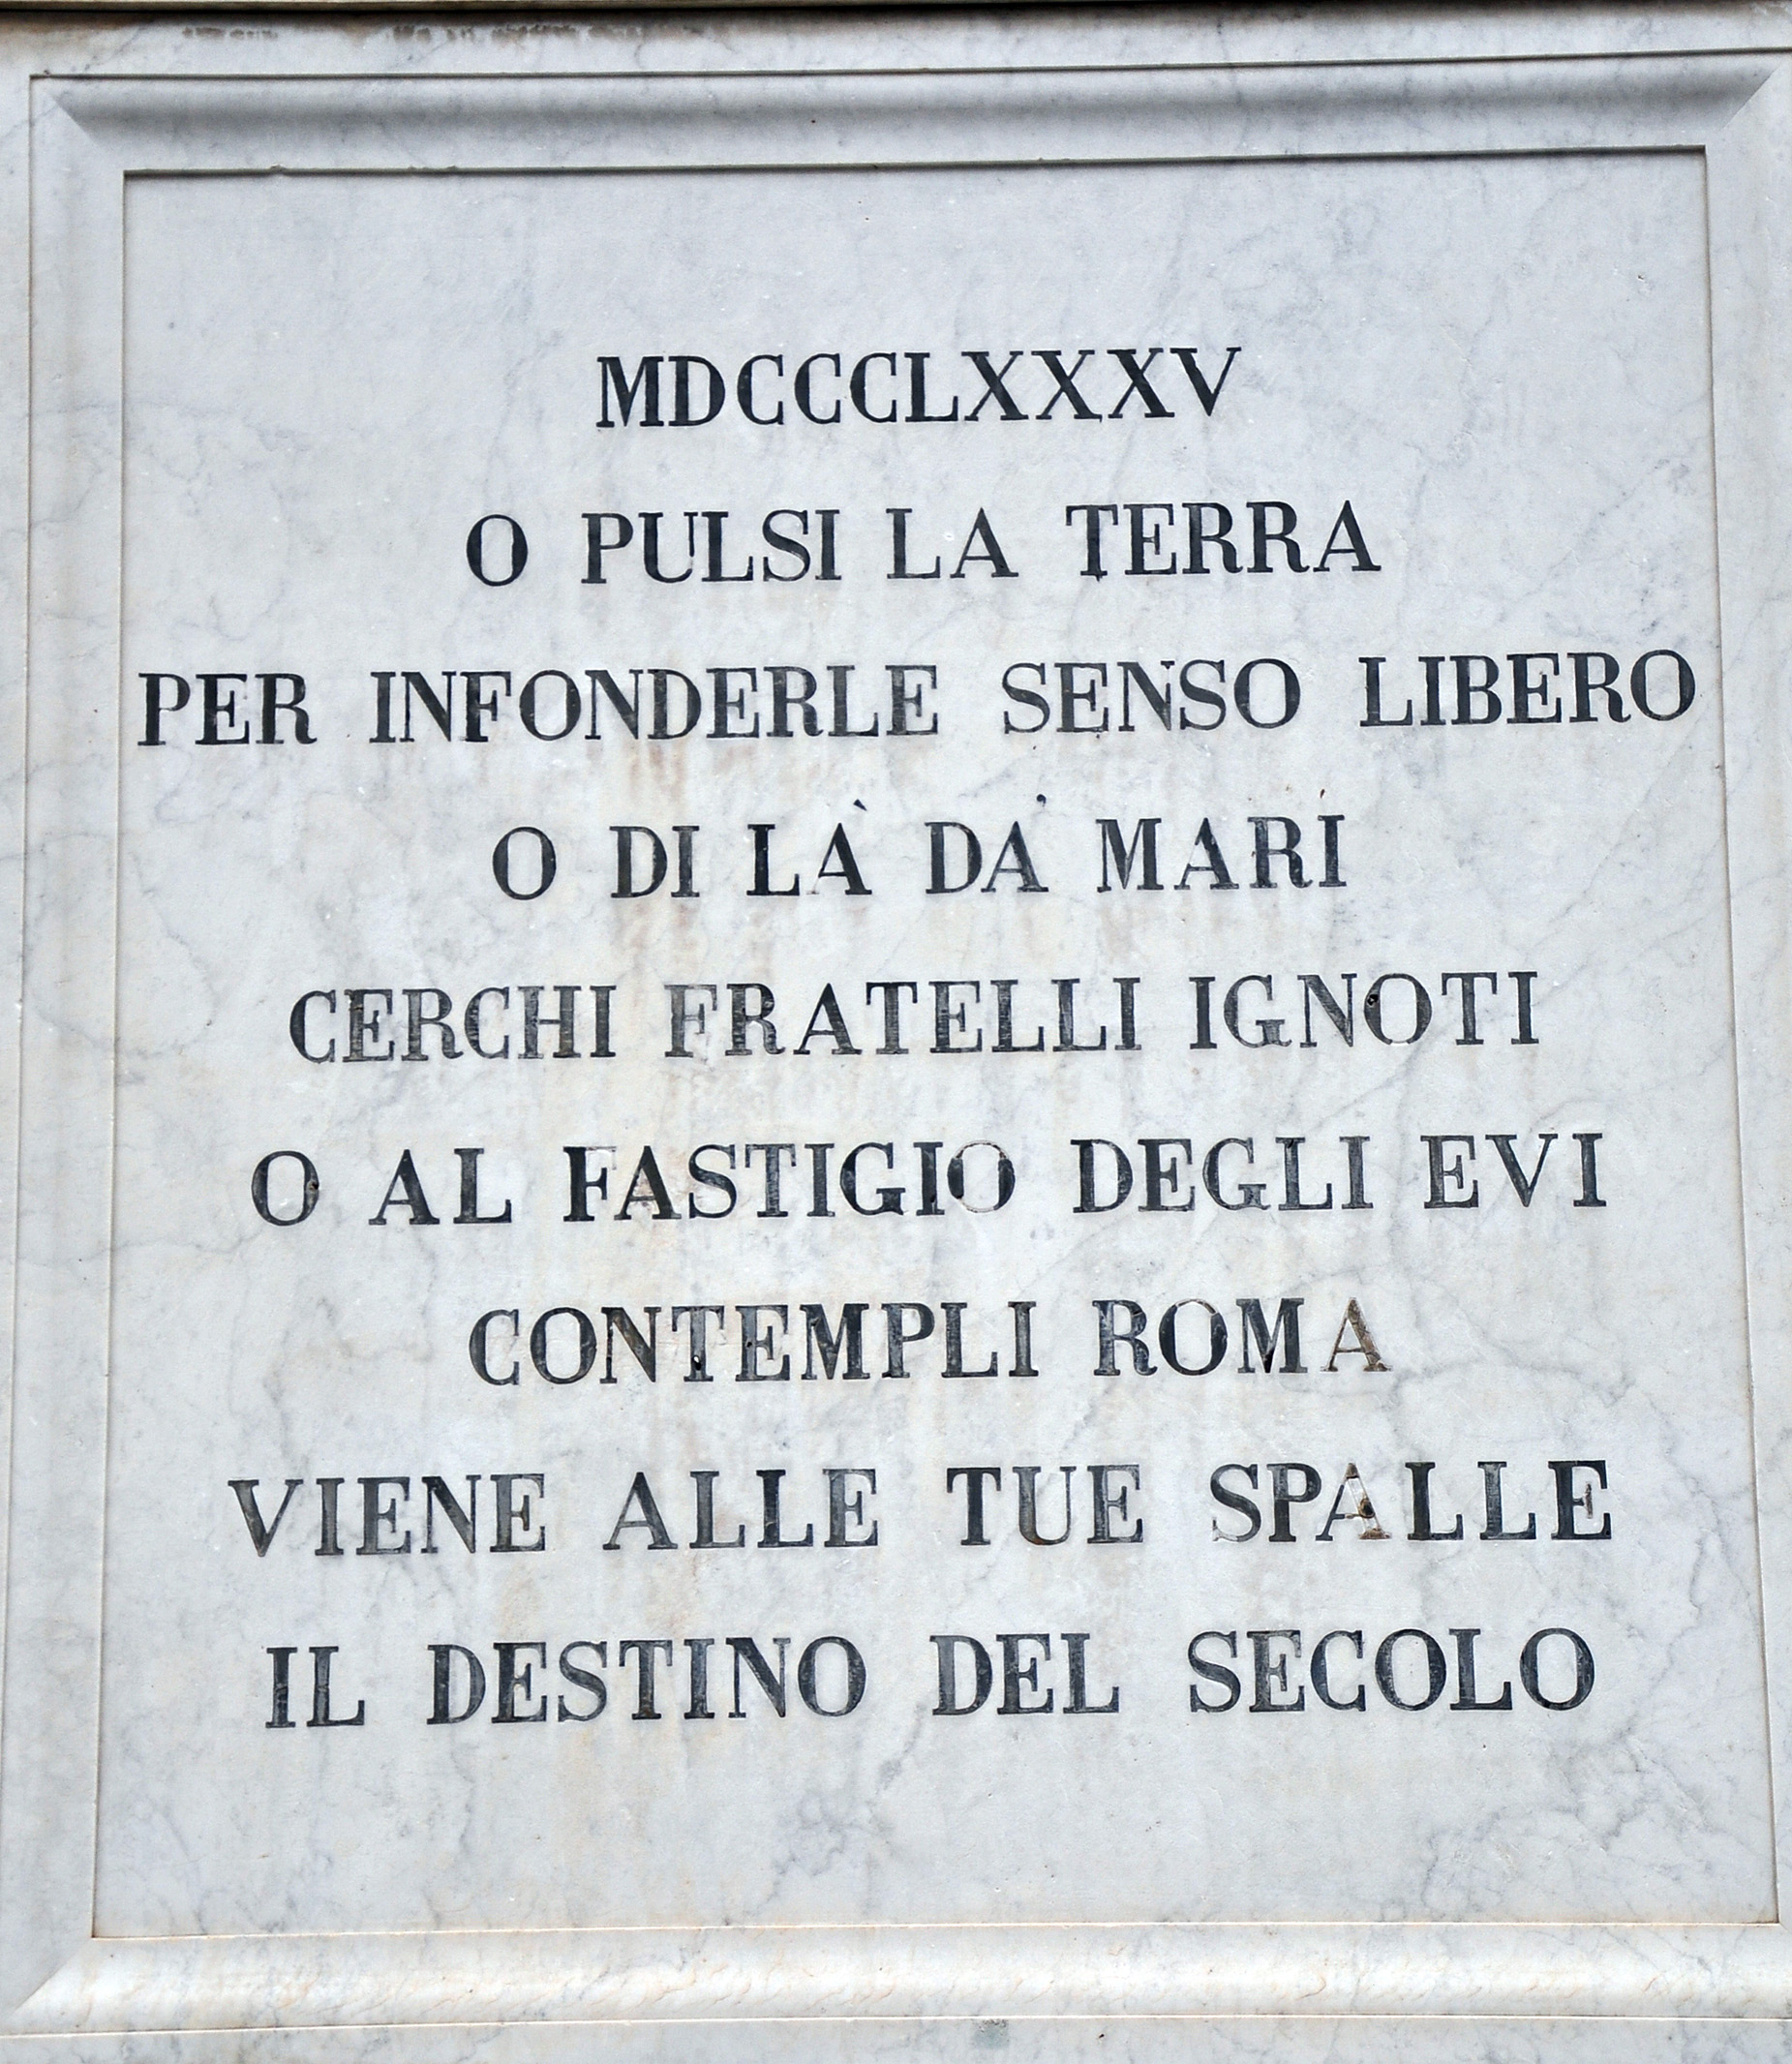 MDCCCLXXXV
O PULSI LA TERRA
PER INFONDERLE SENSO LIBERO
O DI LÀ DA' MARI
CERCHI FRATELLI IGNOTI
O AL FASTIGIO DEGLI EVI
CONTEMPLI ROMA
VIENE ALLE TUE SPALLE
IL DESTINO DEL SECOLO